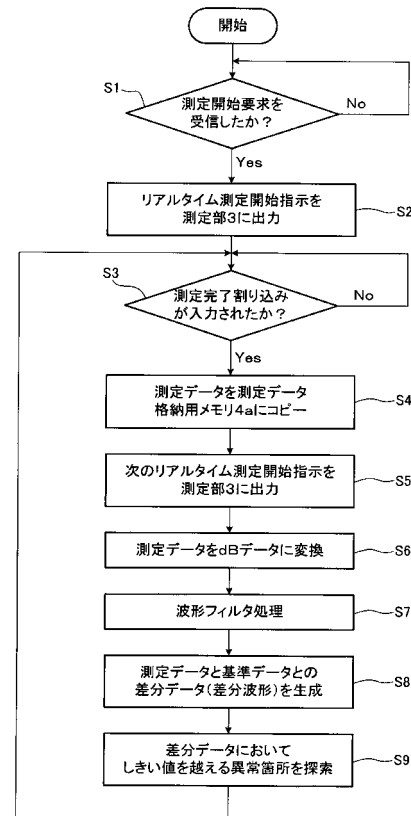 開始
S1
測定開始要求を
受信したか？
No
Yes
リアルタイム測定開始指示を
測定部3に出力
S2
S3
測定完了割り込み
が入力されたか？
No
Yes
測定データを測定データ
格納用メモリ4aにコピー
S4
次のリアルタイム測定開始指示を
測定部3に出力
S5
測定データをdBデータに変換
S6
波形フィルタ処理
S7
測定データと基準データとの
差分データ(差分波形)を生成
S8
差分データにおいて
しきい値を越える異常箇所を探索
S9